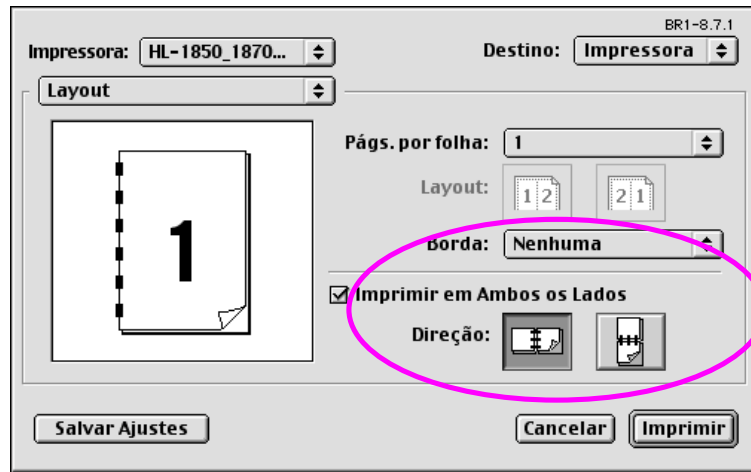 BR1-8.7.1
Impressora: HL-1850_1870... Destino: Impressora
Layout
Págs. por folha: 1
Layout: 1 2 2 1
Borda: Nenhuma
1
Imprimir em Ambos os Lados
Direção:
Salvar Ajustes Cancelar Imprimir